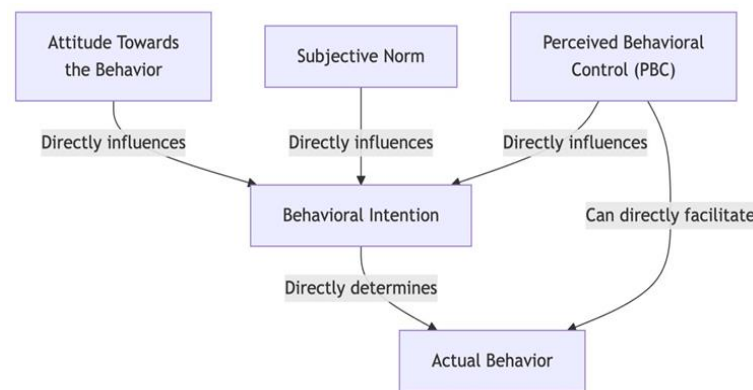 Attitude Towards
the Behavior
Subjective Norm
Perceived Behavioral
Control (PBC)
Directly influences
Directly influences
Directly influences
Behavioral Intention
Can directly facilitate
Directly determines
Actual Behavior